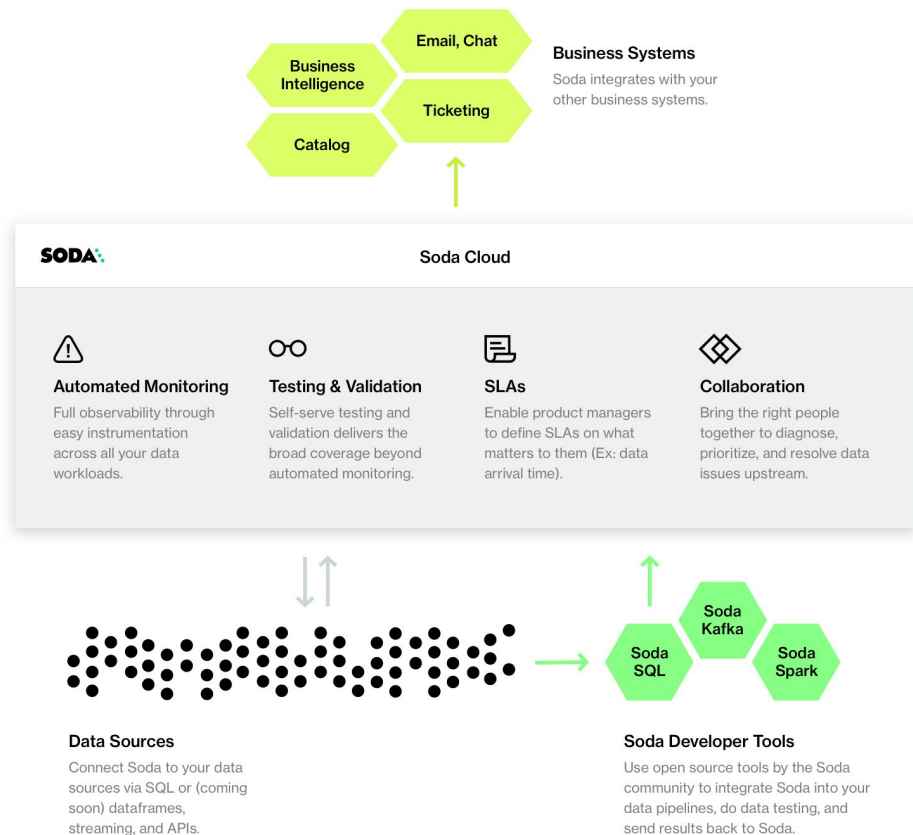 Email, Chat
Business
Intelligence
Ticketing
Catalog
Business Systems
Soda integrates with your
other business systems.
SODA
Soda Cloud
Automated Monitoring
Full observability through
easy instrumentation
across all your data
workloads.
Testing & Validation
Self-serve testing and
validation delivers the
broad coverage beyond
automated monitoring.
SLAs
Enable product managers
to define SLAs on what
matters to them (Ex: data
arrival time).
Collaboration
Bring the right people
together to diagnose,
prioritize, and resolve data
issues upstream.
Soda
Kafka
Soda
SQL
Soda
Spark
Data Sources
Connect Soda to your data
sources via SQL or (coming
soon) dataframes,
streaming, and APIs.
Soda Developer Tools
Use open source tools by the Soda
community to integrate Soda into your
data pipelines, do data testing, and
send results back to Soda.